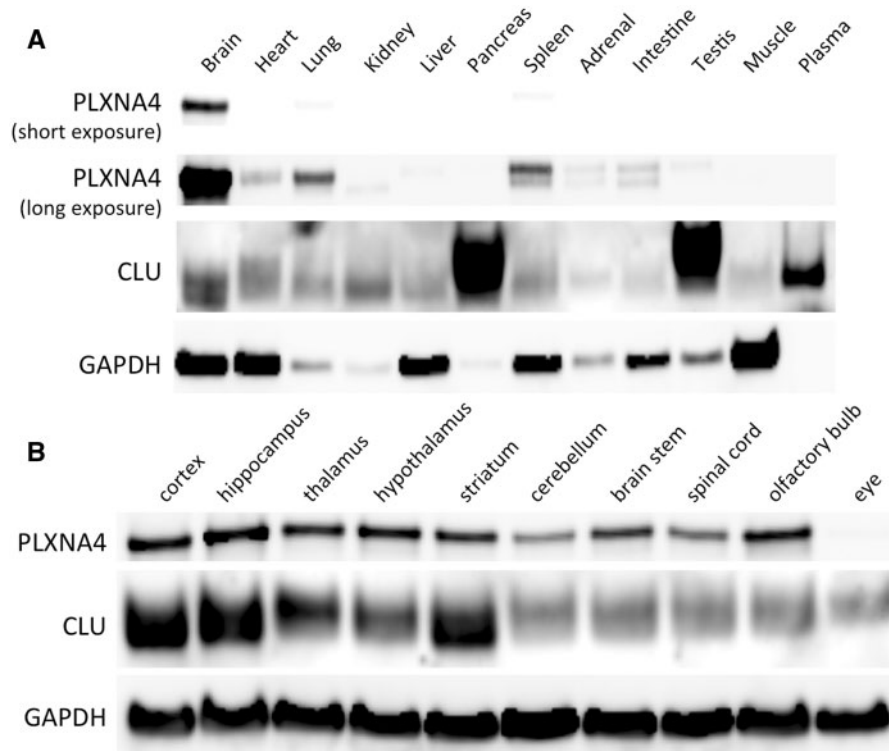 A
Brain
Heart
Lung
Kidney
Liver
Pancreas
Spleen
Adrenal
Intestine
Testis
Muscle
Plasma
PLXNA4
(short exposure)
PLXNA4
(long exposure)
CLU
GAPDH
B
cortex
hippocampus
thalamus
hypothalamus
striatum
cerebellum
brain stem
spinal cord
olfactory bulb
eye
PLXNA4
CLU
GAPDH